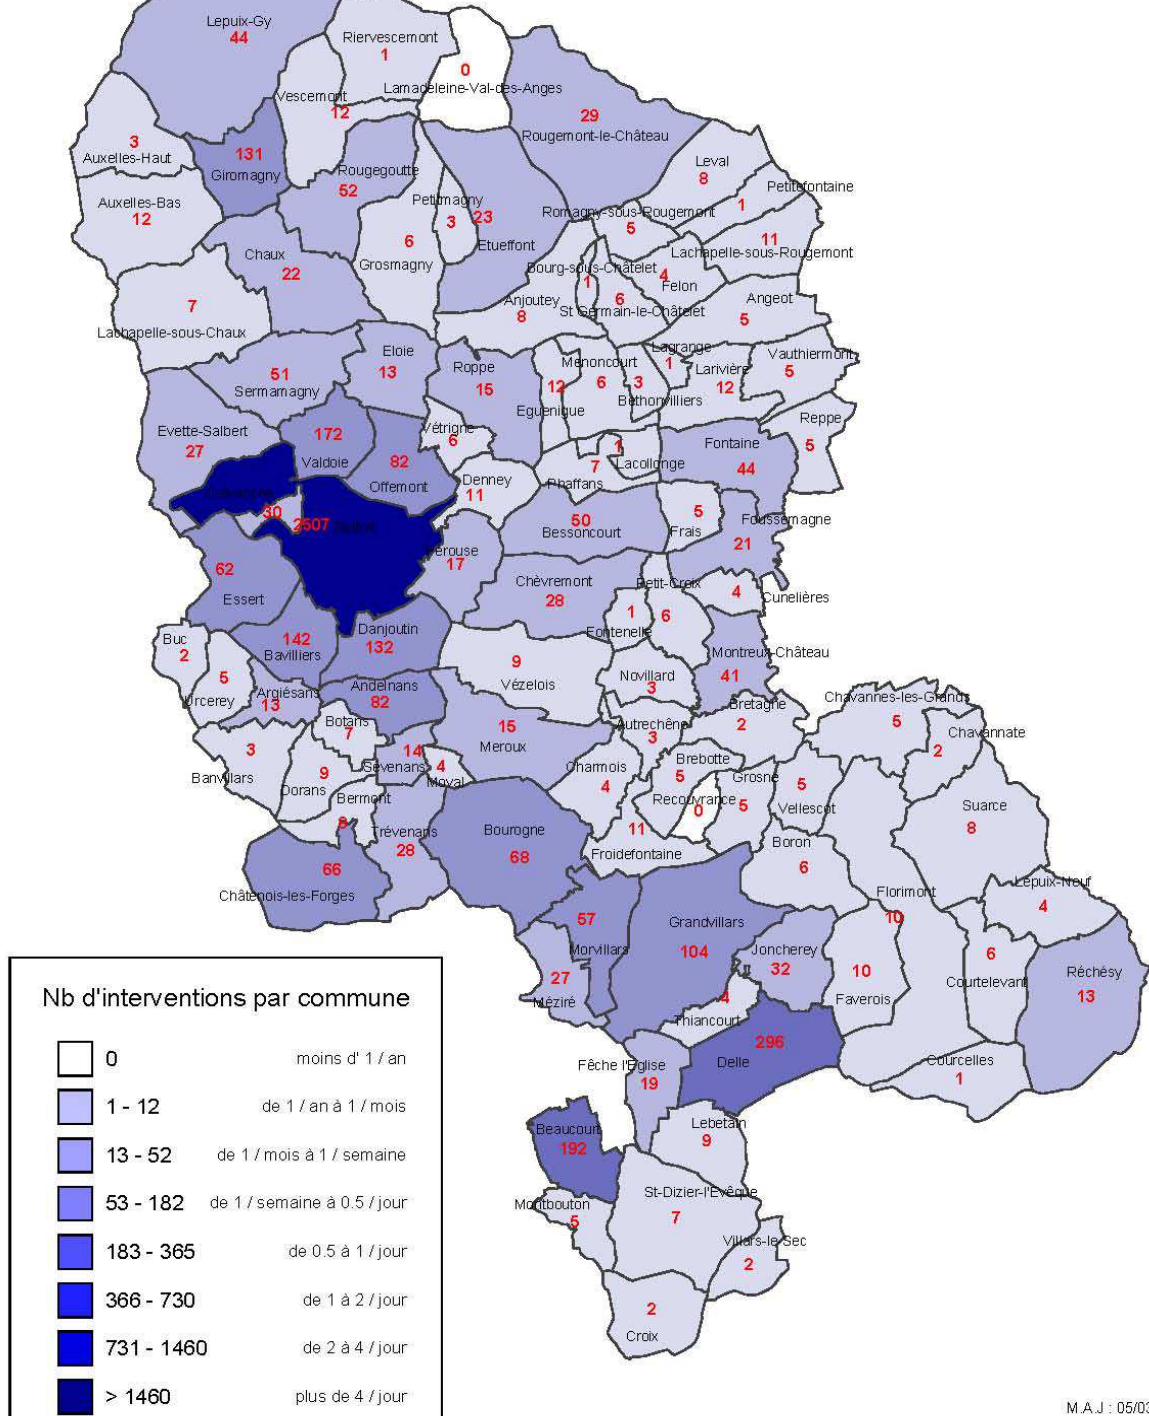 Lepuix-Gy
44
Riervescemont
1
0
Lamadeleine-Val-des-Anges
Vescemont
12
29
Rougemont-le-Château
3
Auxelles-Haut
131
Giromagny
Rougegoutte
52
Leval
8
Petitefontaine
1
Auxelles-Bas
12
Petitmagny
3
23
Etueffont
Romagny-sous-Rougemont
5
11
Lachapelle-sous-Rougemont
6
Grosmagny
Chaux
22
Bourg-sous-Châtelet
1
4
Felon
6
St Germain-le-Châtelet
Anjoutey
8
Angeot
5
7
Lachapelle-sous-Chaux
Eloie
13
Roppe
15
51
Sermamagny
Menoncourt
6
12
Eguenigue
Lagrange
1
3
Bethonvilliers
Larivière
12
Vauthiermont
5
Reppe
5
Evette-Salbert
27
172
Valdoie
82
Offemont
Vétrigne
6
1
Lacollonge
7
Phaffans
Fontaine
44
Denney
11
30
2507
50
Bessoncourt
5
Frais
Foussemagne
21
Perouse
17
62
Essert
Chèvremont
28
Petit-Croix
6
1
Fontenelle
4
Cunelières
Buc
2
142
Bavilliers
Danjoutin
132
9
Vézelois
Montreux-Château
41
5
Urcerey
Argiésans
13
Andelnans
82
Novillard
3
Bretagne
2
Chavannes-les-Grands
5
Chavannate
2
Botans
7
15
Meroux
Autrechêne
3
3
Banvillars
14
Sevenans
4
Moval
9
Dorans
Charmois
4
Brebotte
5
Grosne
5
5
Vellescot
Bermont
8
Recouvrance
0
Suarce
8
Trévenans
28
Bourogne
68
11
Froidefontaine
Boron
6
66
Châtenois-les-Forges
Florimont
10
Lepuix-Neuf
4
57
Morvillars
Grandvillars
104
Joncherey
32
10
Faverois
6
Courtelevant
Réchésy
13
27
Méziré
4
Thiancourt
296
Delle
Fêche l'Eglise
19
Courcelles
1
Beaucourt
192
Lebetain
9
St-Dizier-l'Evêque
7
Montbouton
5
Villars-le Sec
2
2
Croix
Nb d'interventions par commune
0 moins d' 1 / an
1 - 12 de 1 / an à 1 / mois
13 - 52 de 1 / mois à 1 / semaine
53 - 182 de 1 / semaine à 0.5 / jour
183 - 365 de 0.5 à 1 / jour
366 - 730 de 1 à 2 / jour
731 - 1460 de 2 à 4 / jour
> 1460 plus de 4 / jour
M.A.J : 05/03